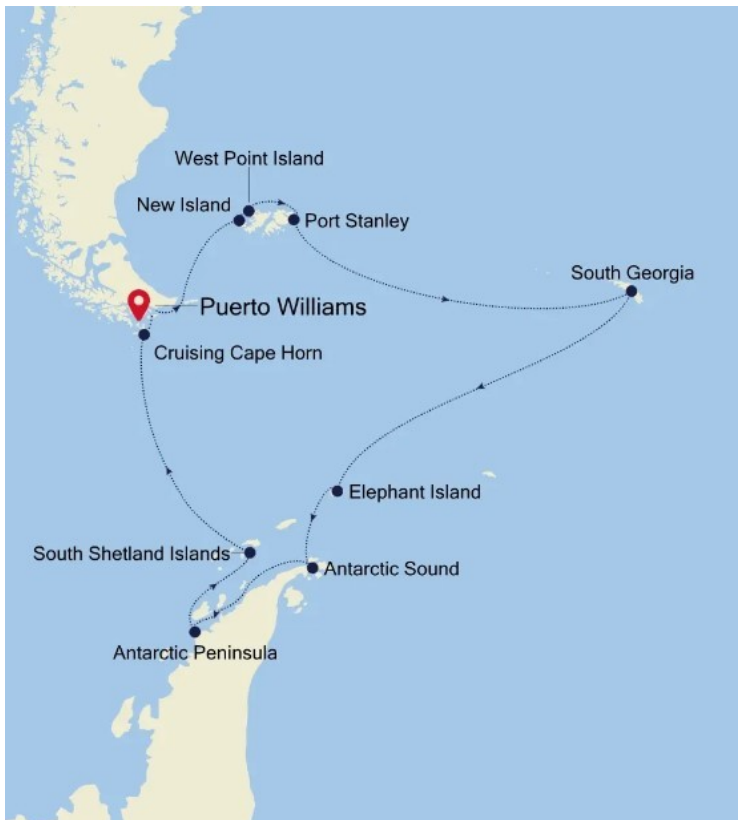 West Point Island
New Island
Port Stanley
South Georgia
Puerto Williams
Cruising Cape Horn
Elephant Island
South Shetland Islands
Antarctic Sound
Antarctic Peninsula